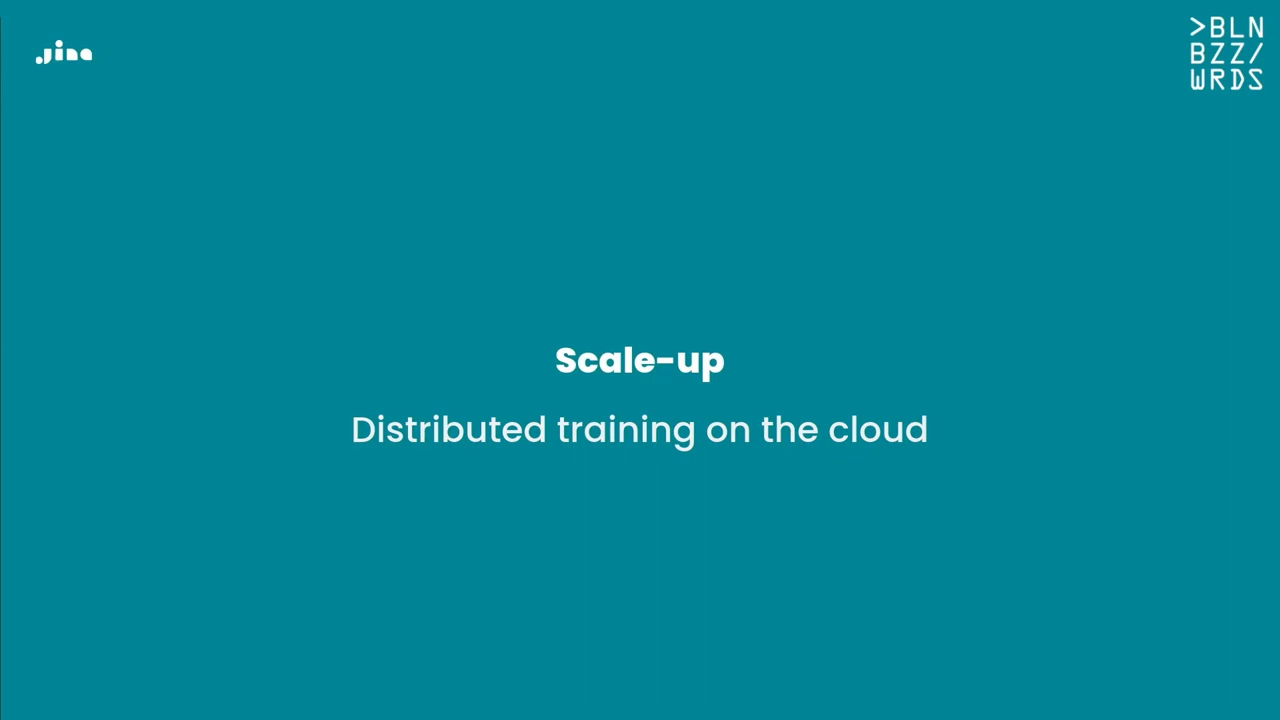 jina
>BLN
BZZ/
WRDS
Scale-up
Distributed training on the cloud